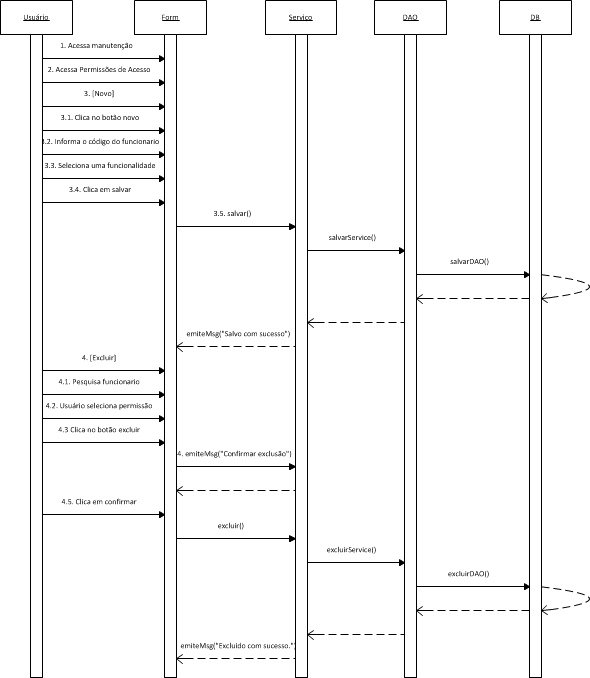 Usuário
Form
Serviço
DAO
DB
1. Acessa manutenção
2. Acessa Permissões de Acesso
3. [Novo]
3.1. Clica no botão novo
3.2. Informa o código do funcionario
3.3. Seleciona uma funcionalidade
3.4. Clica em salvar
3.5. salvar()
salvarService()
salvarDAO()
emiteMsg("Salvo com sucesso")
4. [Excluir]
4.1. Pesquisa funcionario
4.2. Usuário seleciona permissão
4.3 Clica no botão excluir
4. emiteMsg("Confirmar exclusão")
4.5. Clica em confirmar
excluir()
excluirService()
excluirDAO()
emiteMsg("Excluído com sucesso.")